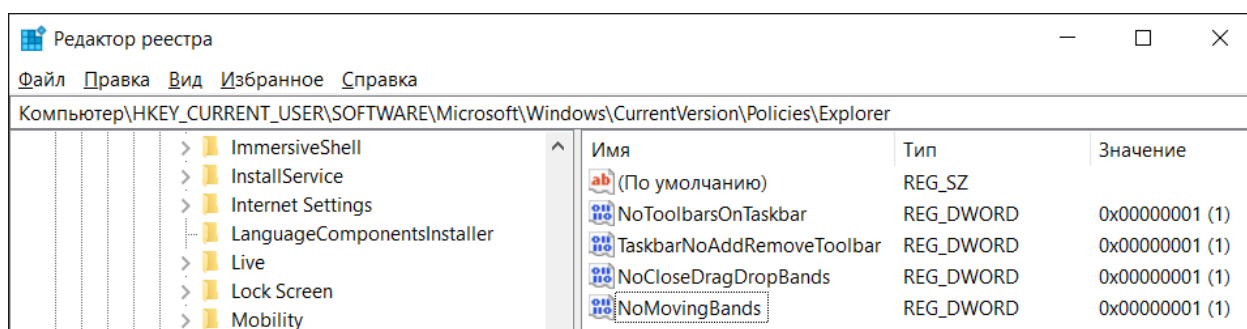 Редактор реестра
Файл Правка Вид Избранное Справка
Компьютер\HKEY_CURRENT_USER\SOFTWARE\Microsoft\Windows\CurrentVersion\Policies\Explorer
ImmersiveShell
InstallService
Internet Settings
LanguageComponentsInstaller
Live
Lock Screen
Mobility
Имя Тип Значение
(По умолчанию) REG_SZ
NoToolbarsOnTaskbar REG_DWORD 0x00000001 (1)
TaskbarNoAddRemoveToolbar REG_DWORD 0x00000001 (1)
NoCloseDragDropBands REG_DWORD 0x00000001 (1)
NoMovingBands REG_DWORD 0x00000001 (1)